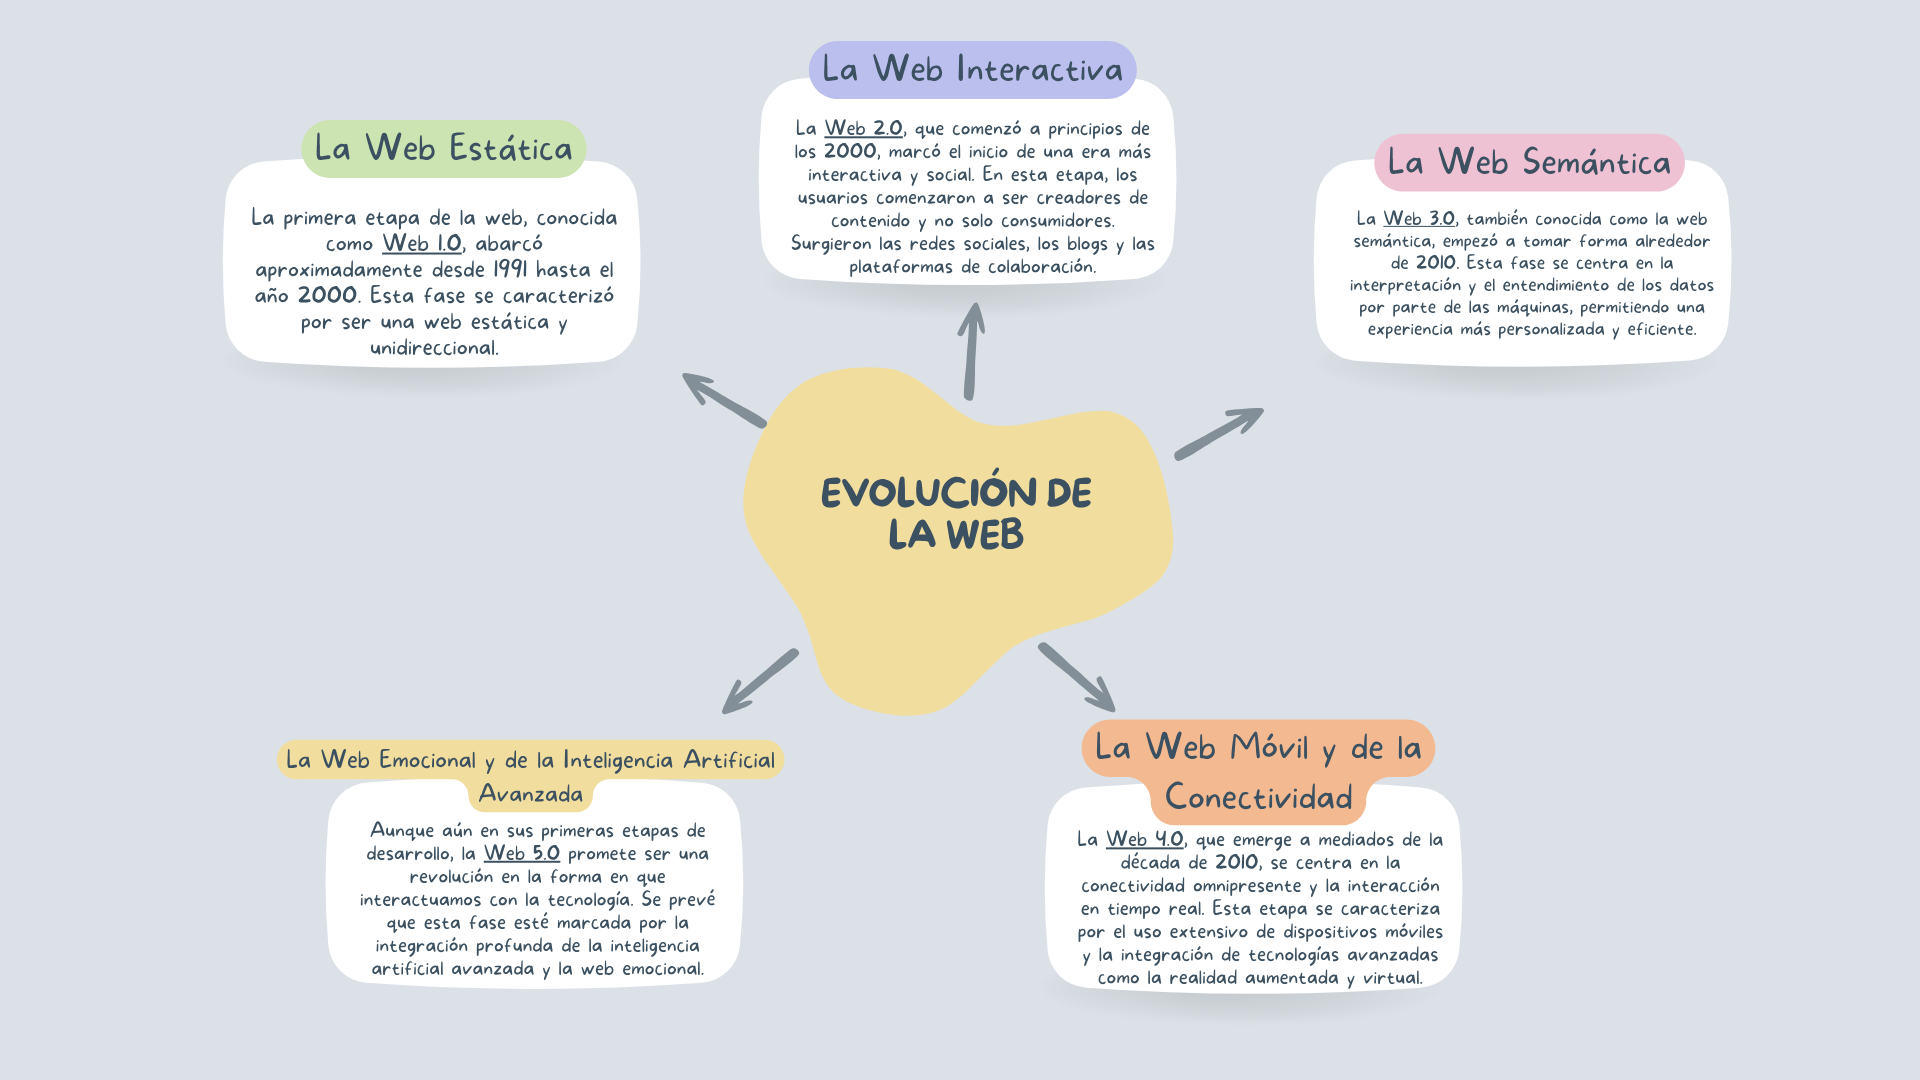 La Web Interactiva
La Web 2.0, que comenzó a principios de
los 2000, marcó el inicio de una era más
interactiva y social. En esta etapa, los
usuarios comenzaron a ser creadores de
contenido y no solo consumidores.
Surgieron las redes sociales, los blogs y las
plataformas de colaboración.
La Web Estática
La primera etapa de la web, conocida
como Web 1.0, abarcó
aproximadamente desde 1991 hasta el
año 2000. Esta fase se caracterizó
por ser una web estática y
unidireccional.
La Web Semántica
La Web 3.0, también conocida como la web
semántica, empezó a tomar forma alrededor
de 2010. Esta fase se centra en la
interpretación y el entendimiento de los datos
por parte de las máquinas, permitiendo una
experiencia más personalizada y eficiente.
EVOLUCIÓN DE
LA WEB
La Web Emocional y de la Inteligencia Artificial
Avanzada
Aunque aún en sus primeras etapas de
desarrollo, la Web 5.0 promete ser una
revolución en la forma en que
interactuamos con la tecnología. Se prevé
que esta fase esté marcada por la
integración profunda de la inteligencia
artificial avanzada y la web emocional.
La Web Móvil y de la
Conectividad
La Web 4.0, que emerge a mediados de la
década de 2010, se centra en la
conectividad omnipresente y la interacción
en tiempo real. Esta etapa se caracteriza
por el uso extensivo de dispositivos móviles
y la integración de tecnologías avanzadas
como la realidad aumentada y virtual.